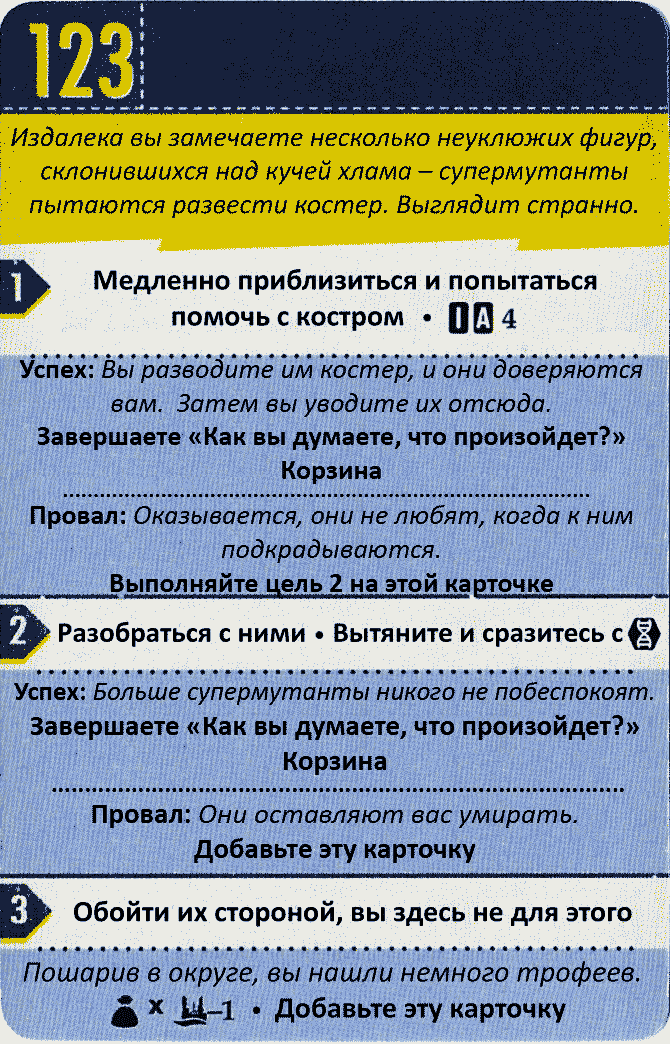 123
Издалека вы замечаете несколько неуклюжих фигур,
склонившихся над кучей хлама – супермутанты
пытаются развести костер. Выглядит странно.
1
Медленно приблизиться и попытаться
помочь с костром • I A 4
Успех: Вы разводите им костер, и они доверяются
вам. Затем вы уводите их отсюда.
Завершаете «Как вы думаете, что произойдет?»
Корзина
Провал: Оказывается, они не любят, когда к ним
подкрадываются.
Выполняйте цель 2 на этой карточке
2 Разобраться с ними • Вытяните и сразитесь с
Успех: Больше супермутанты никого не побеспокоят.
Завершаете «Как вы думаете, что произойдет?»
Корзина
Провал: Они оставляют вас умирать.
Добавьте эту карточку
3 Обойти их стороной, вы здесь не для этого
Пошарив в округе, вы нашли немного трофеев.
x –1 • Добавьте эту карточку